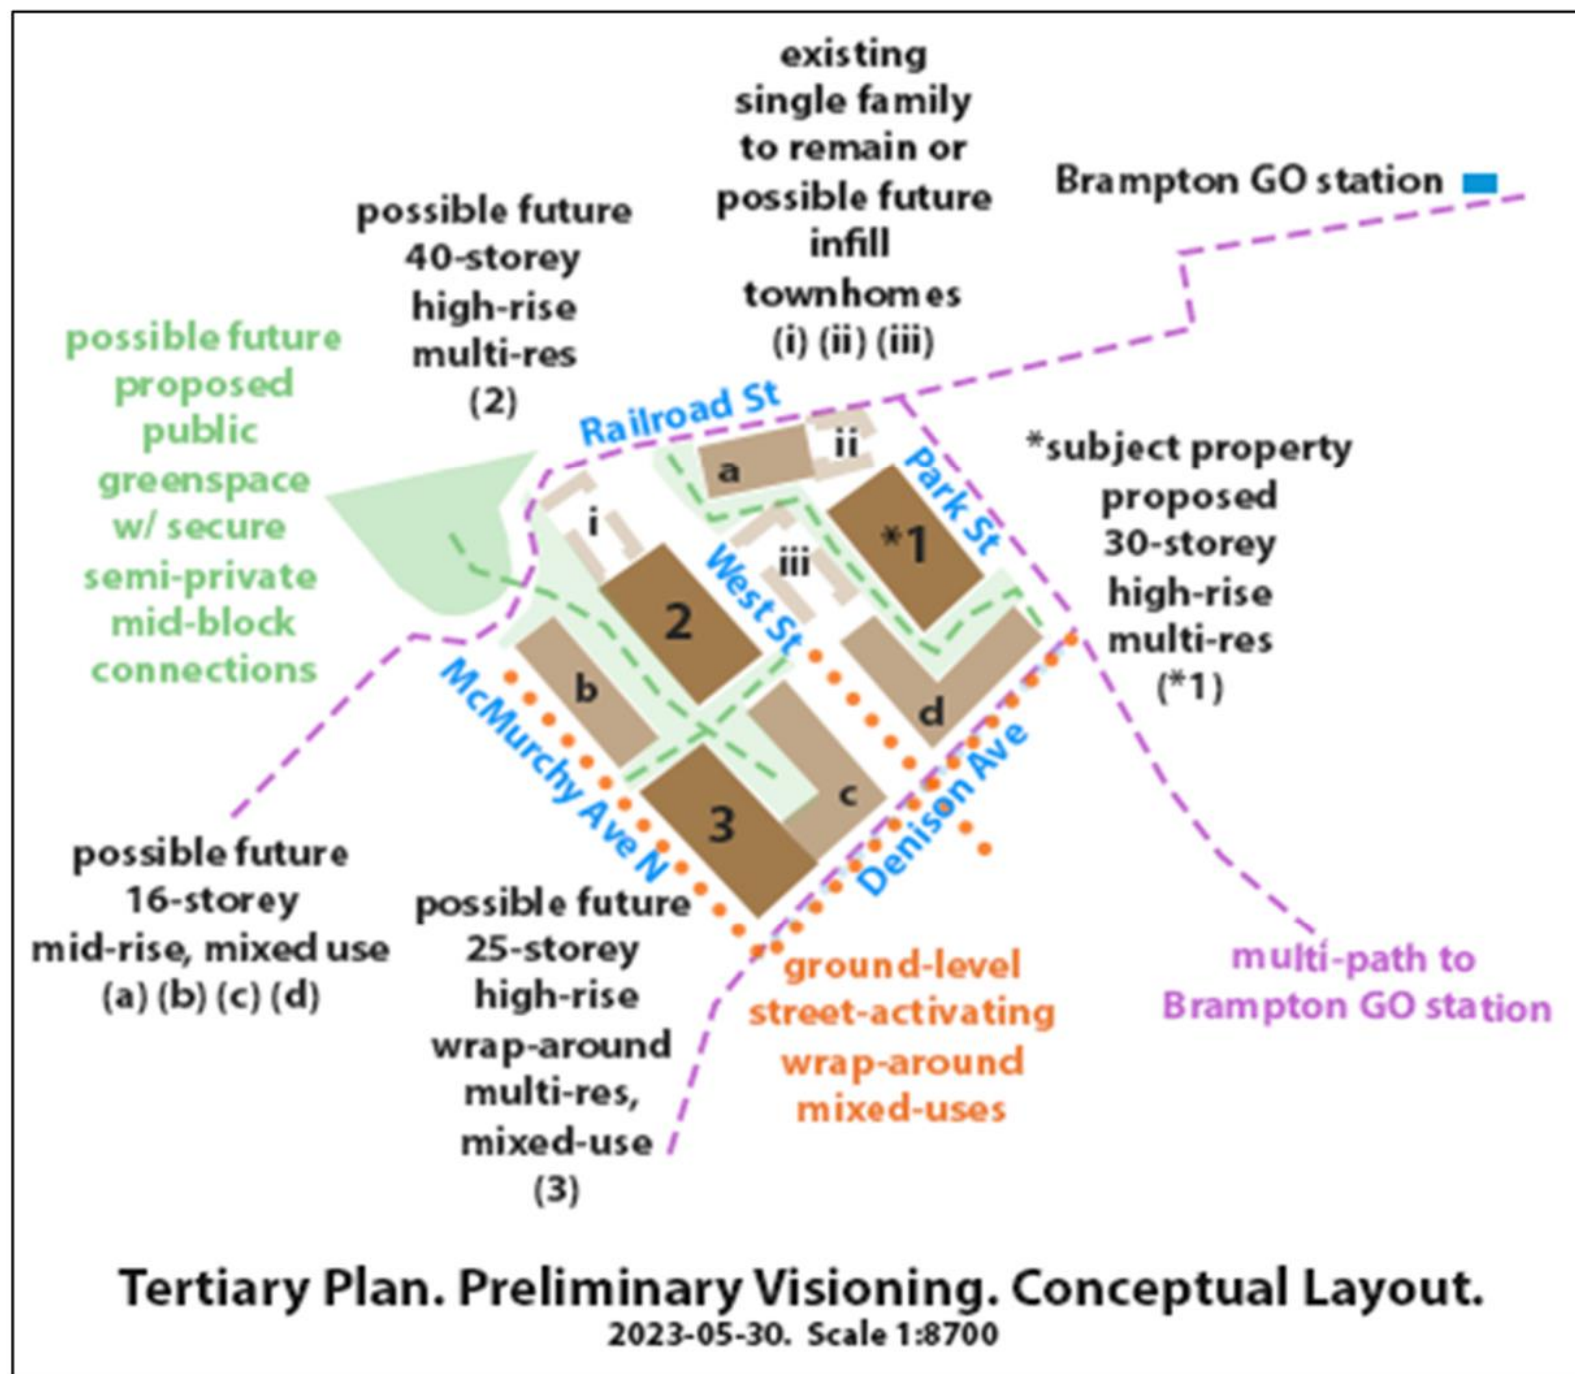 existing
single family
to remain or
possible future
infill
townhomes
(i) (ii) (iii)
Brampton GO station
possible future
40-storey
high-rise
multi-res
(2)
possible future
proposed
public
greenspace
w/ secure
semi-private
mid-block
connections
Railroad St
*subject property
proposed
30-storey
high-rise
multi-res
(*1)
Park St
a
ii
i
*1
iii
West St
2
b
d
McMurchy Ave N
c
3
Denison Ave
possible future
16-storey
mid-rise, mixed use
(a) (b) (c) (d)
possible future
25-storey
high-rise
wrap-around
multi-res,
mixed-use
(3)
ground-level
street-activating
wrap-around
mixed-uses
multi-path to
Brampton GO station
Tertiary Plan. Preliminary Visioning. Conceptual Layout.
2023-05-30. Scale 1:8700